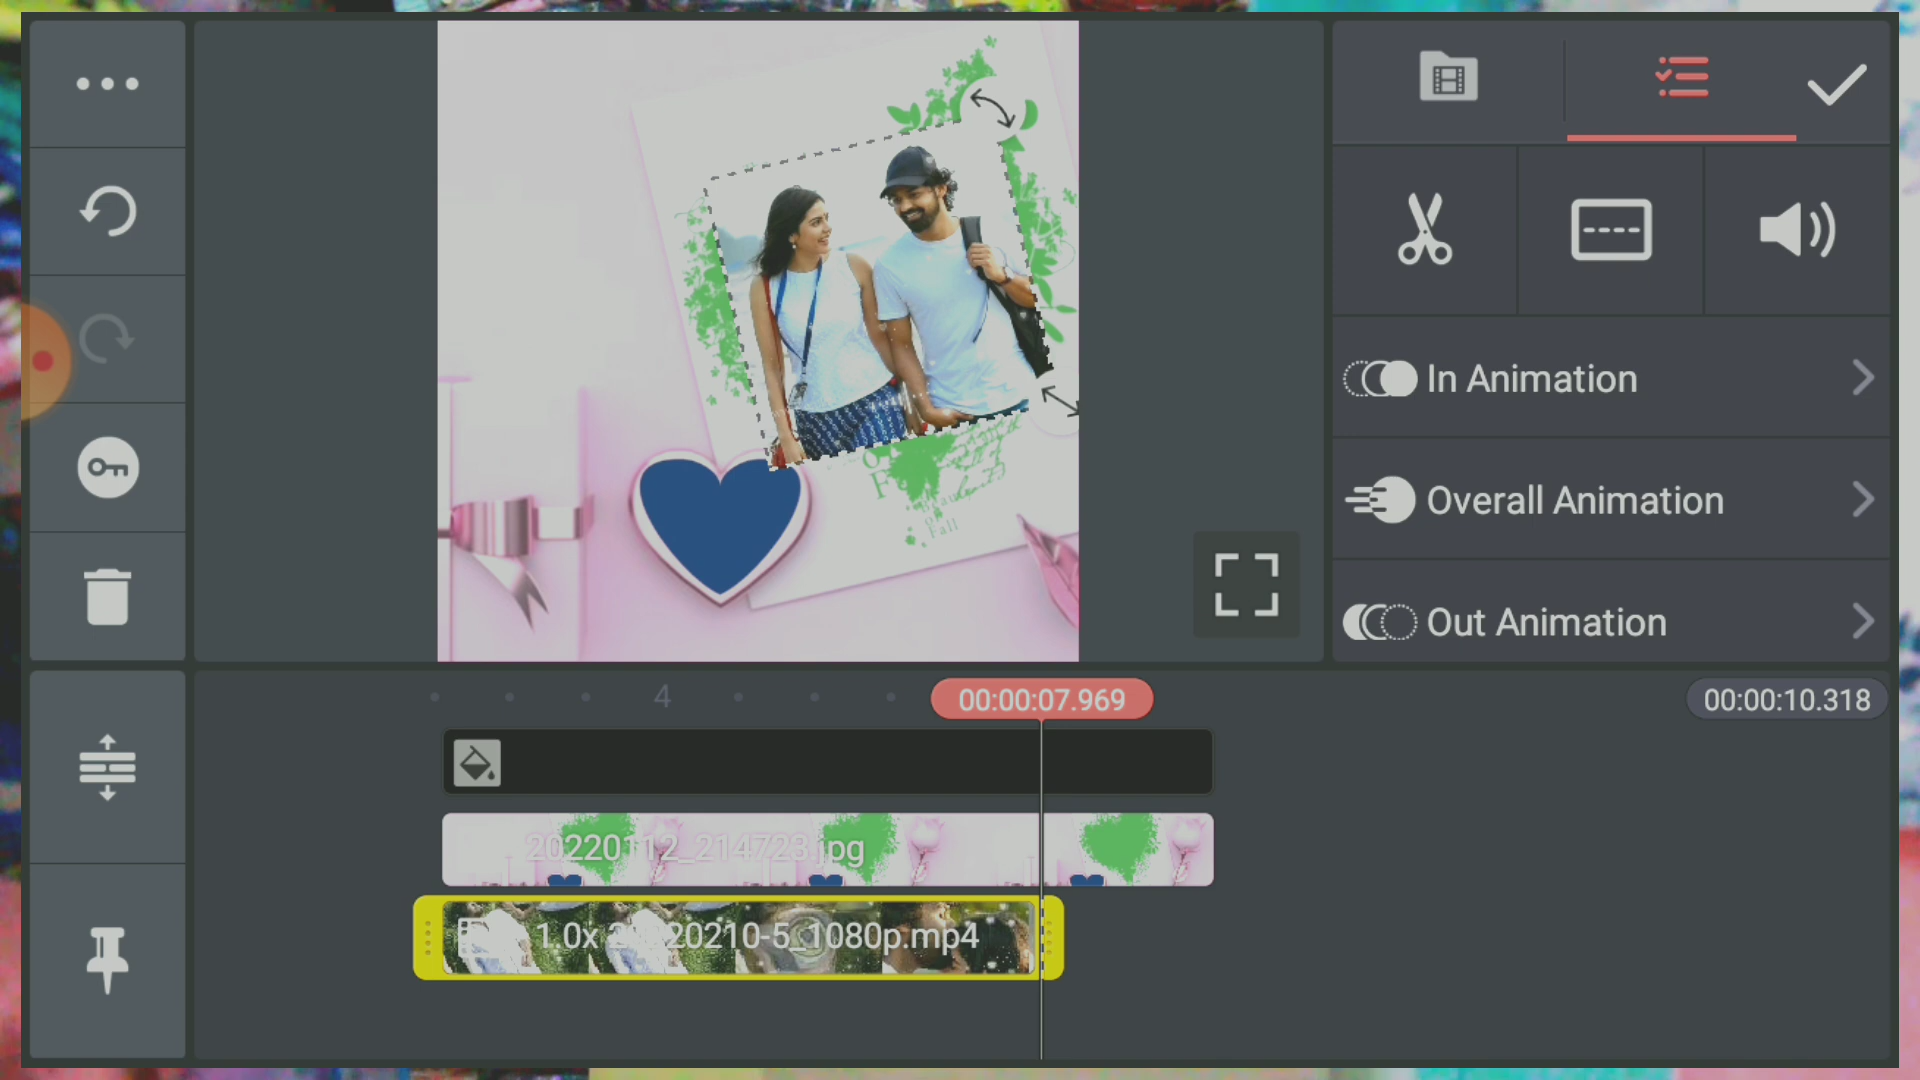 In Animation
Overall Animation
Out Animation
Fall
4
00:00:07.969
00:00:10.318
20220112_214723.jpg
1.0x
20210-5_1080p.mp4